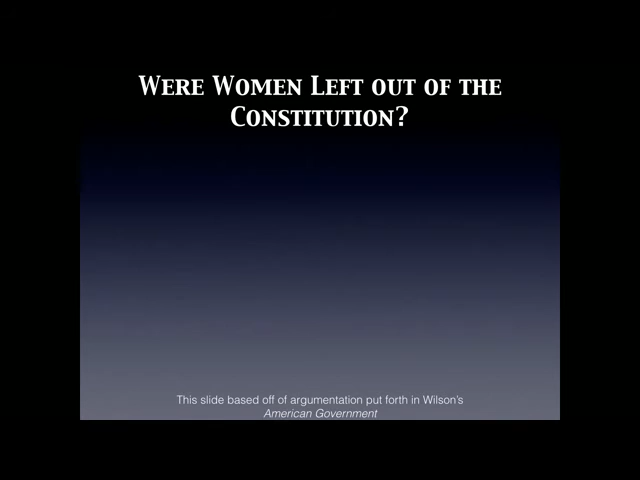 Were Women Left out of the
Constitution?
This slide based off of argumentation put forth in Wilson's
American Government